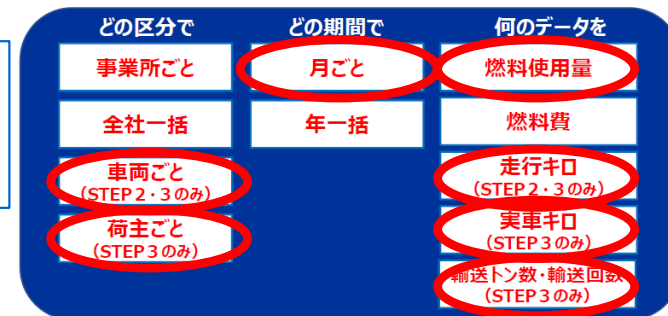 どの区分で
事業所ごと
全社一括
車両ごと
(STEP2・3のみ)
荷主ごと
(STEP3のみ)
どの期間で
月ごと
年一括
何のデータを
燃料使用量
燃料費
走行キロ
(STEP2・3のみ)
実車キロ
(STEP3のみ)
輸送トン数・輸送回数
(STEP3のみ)